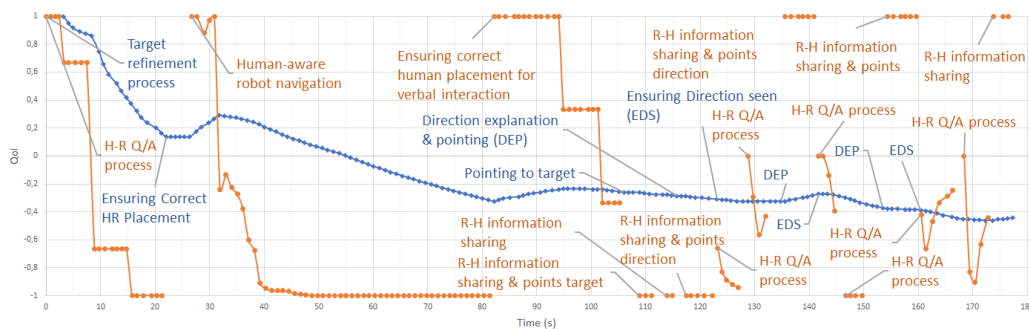 1
0,8
0,6
0,4
0,2
0
0,2
0,4
0,6
0,8
-1
QoI
0
10
20
30
40
50
60
70
80
90
100
110
120
130
140
150
160
170
180
Time (s)
Target
refinement
process
H-R Q/A
process
Ensuring Correct
HR Placement
Human-aware
robot navigation
Ensuring correct
human placement for
verbal interaction
Direction explanation
& pointing (DEP)
Pointing to target
R-H information
sharing
R-H information
sharing & points target
R-H information
sharing & points
direction
R-H information
sharing & points
direction
Ensuring Direction seen
(EDS)
H-R Q/A
process
H-R Q/A process
DEP
EDS
H-R Q/A process
R-H information
sharing & points
DEP
EDS
H-R Q/A
process
H-R Q/A
process
R-H information
sharing
H-R Q/A process